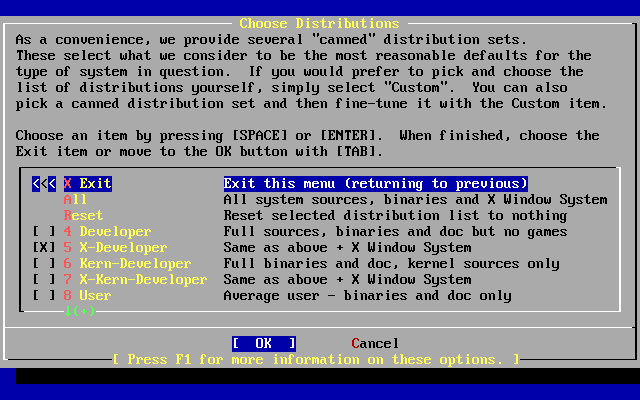 Choose Distributions
As a convenience, we provide several "canned" distribution sets.
These select what we consider to be the most reasonable defaults for the
type of system in question.  If you would prefer to pick and choose the
list of distributions yourself, simply select "Custom".  You can also
pick a canned distribution set and then fine-tune it with the Custom item.
Choose an item by pressing [SPACE] or [ENTER].  When finished, choose the
Exit item or move to the OK button with [TAB].
<<< X Exit Exit this menu (returning to previous)
All All system sources, binaries and X Window System
Reset Reset selected distribution list to nothing
[ ] 4 Developer Full sources, binaries and doc but no games
[X] 5 X-Developer Same as above + X Window System
[ ] 6 Kern-Developer Full binaries and doc, kernel sources only
[ ] 7 X-Kern-Developer Same as above + X Window System
[ ] 8 User Average user - binaries and doc only
(+)
[ OK ] Cancel
[ Press F1 for more information on these options. ]